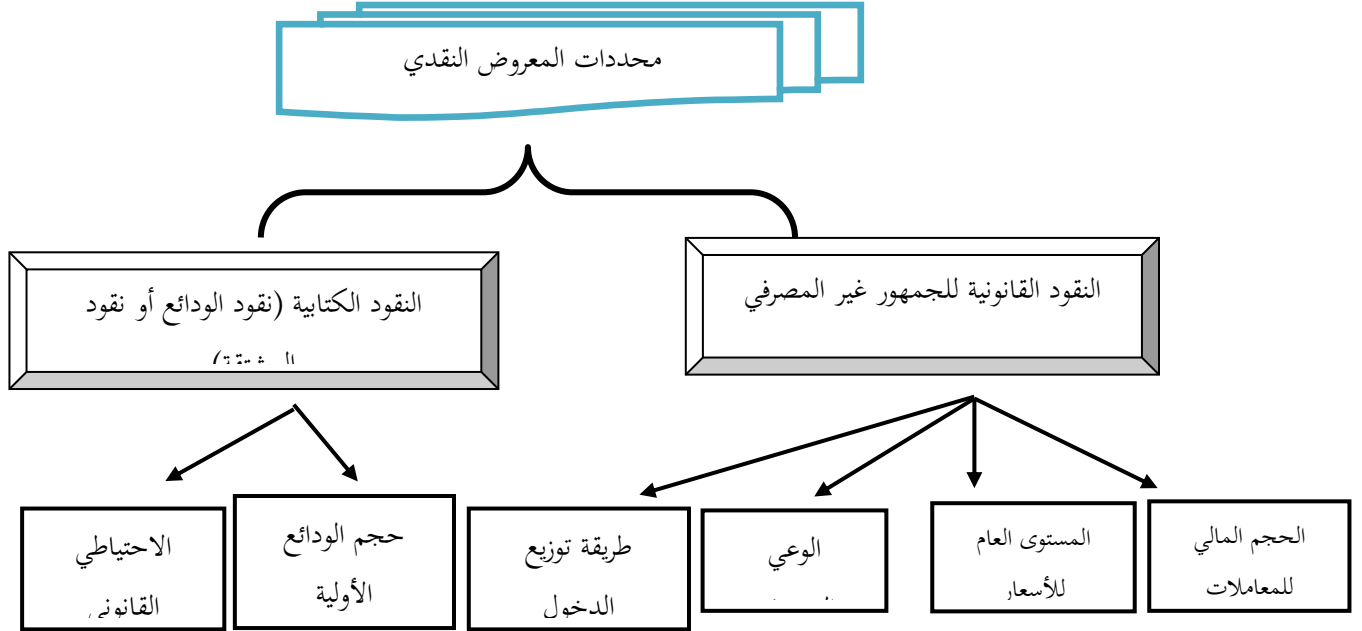 محددات المعروض النقدي
النقود القانونية للجمهور غير المصرفي
النقود الكتابية (نقود الودائع أو نقود
الحجم المالي
للمعاملات
المستوى العام
للأسعار
الوعي
طريقة توزيع
الدخول
حجم الودائع
الأولية
الاحتياطي
القانوني